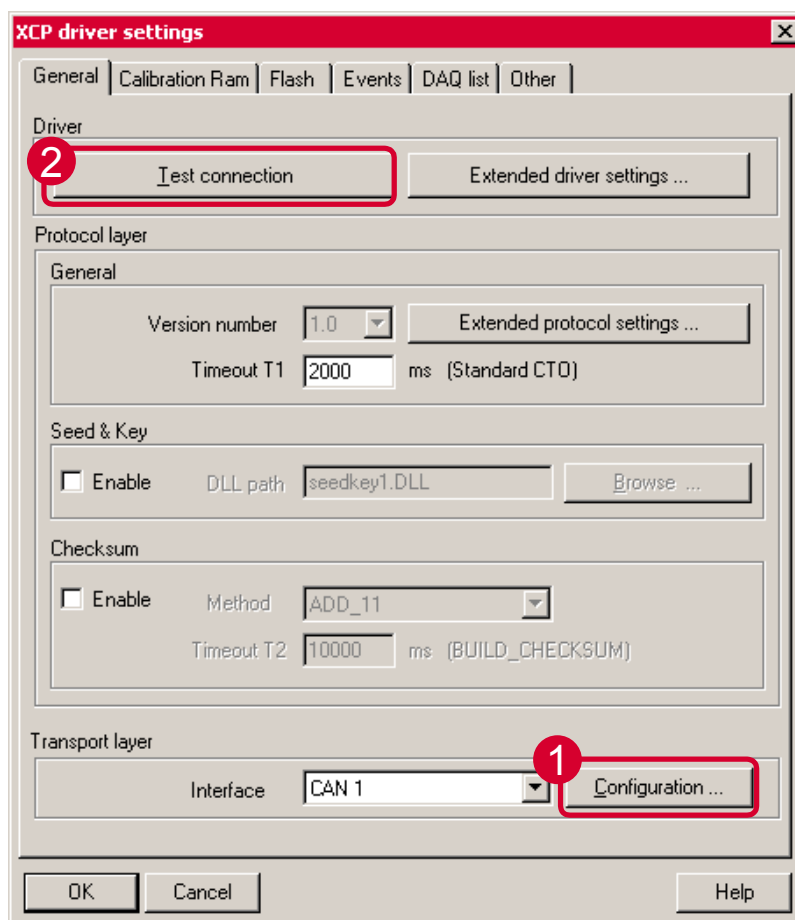 XCP driver settings
General Calibration Ram Flash Events DAQ list Other
Driver
2
Test connection Extended driver settings ...
Protocol layer
General
Version number 1.0 Extended protocol settings ...
Timeout T1 2000 ms (Standard CTO)
Seed & Key
Enable DLL path seedkey1.DLL Browse ...
Checksum
Enable Method ADD_11
Timeout T2 10000 ms (BUILD_CHECKSUM)
Transport layer
1
Interface CAN 1 Configuration ...
OK Cancel Help